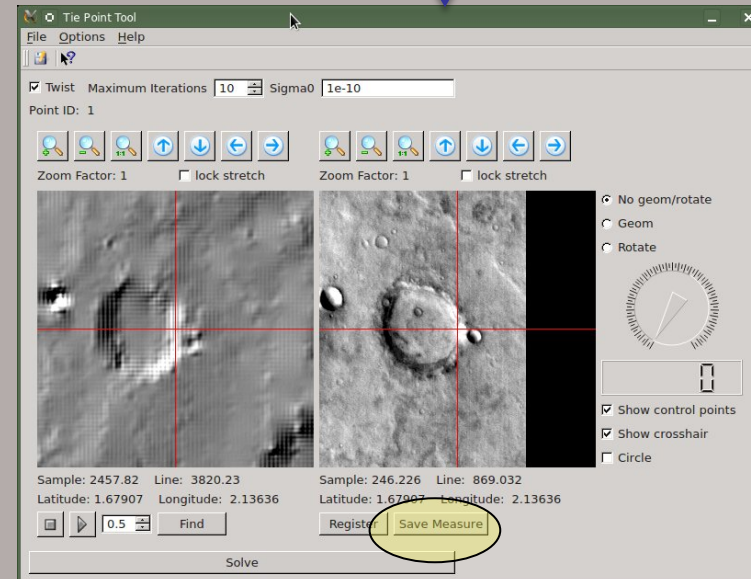 Tie Point Tool
File Options Help
Twist Maximum Iterations 10 Sigma0 1e-10
Point ID: 1
Zoom Factor: 1 lock stretch Zoom Factor: 1 lock stretch
No geom/rotate
Geom
Rotate
0
Show control points
Show crosshair
Circle
Sample: 2457.82 Line: 3820.23 Sample: 246.226 Line: 869.032
Latitude: 1.67907 Longitude: 2.13636 Latitude: 1.67907 Longitude: 2.13636
0.5 Find Register Save Measure
Solve